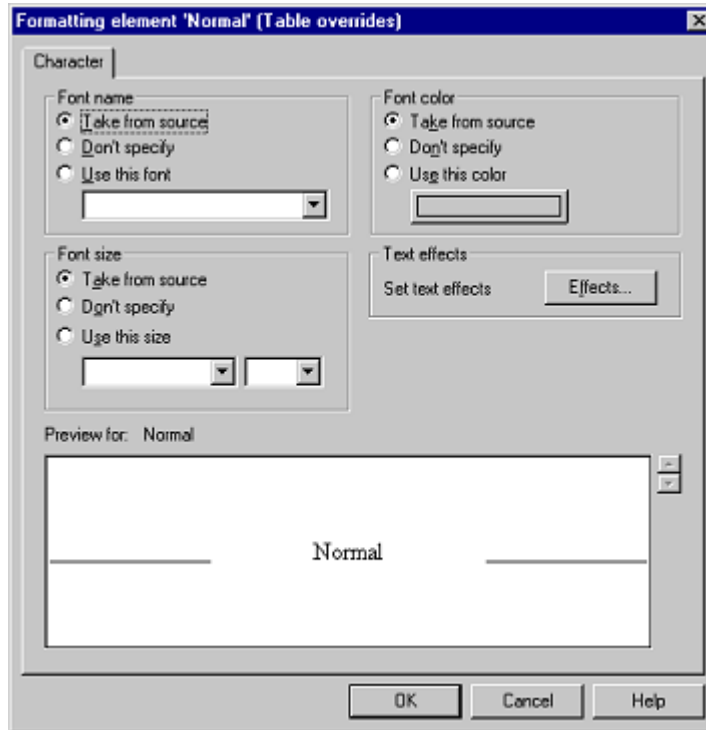 Formatting element 'Normal' (Table overrides)
Character
Font name
Take from source
Don't specify
Use this font
Font color
Take from source
Don't specify
Use this color
Font size
Take from source
Don't specify
Use this size
Text effects
Set text effects
Effects...
Preview for: Normal
Normal
OK
Cancel
Help